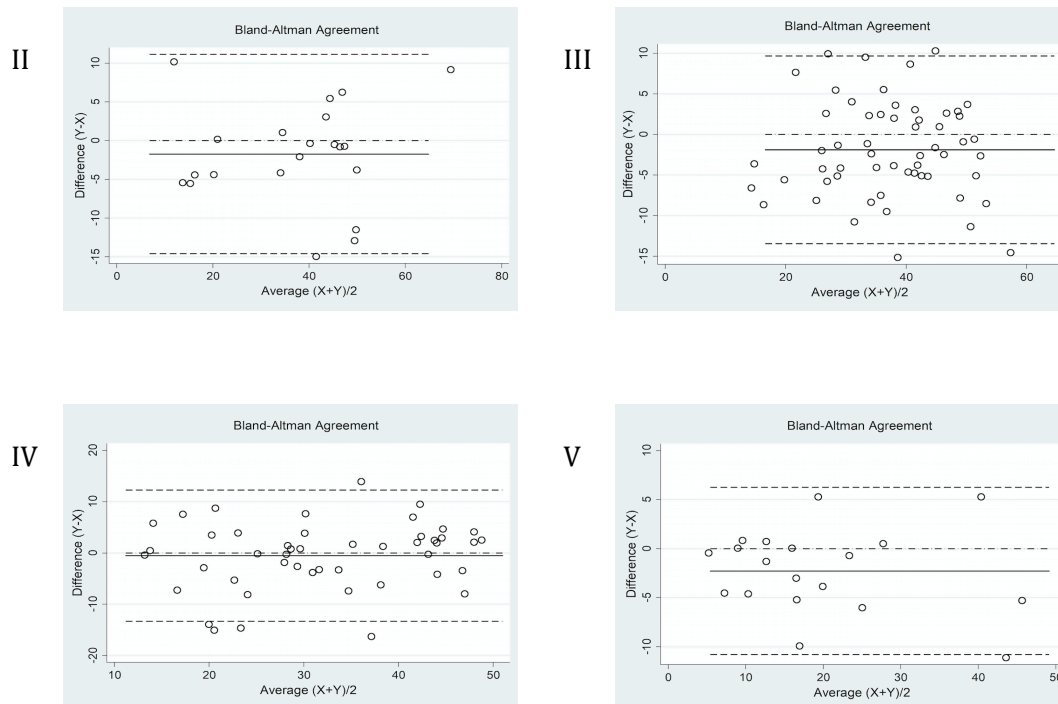 II
Bland-Altman Agreement
Difference (Y-X)
10
5
0
-5
-10
-15
0 20 40 60 80
Average (X+Y)/2
III
Bland-Altman Agreement
Difference (Y-X)
10
5
0
-5
-10
-15
0 20 40 60
Average (X+Y)/2
IV
Bland-Altman Agreement
Difference (Y-X)
20
10
0
-10
-20
10 20 30 40 50
Average (X+Y)/2
V
Bland-Altman Agreement
Difference (Y-X)
10
5
0
-5
-10
0 10 20 30 40 50
Average (X+Y)/2